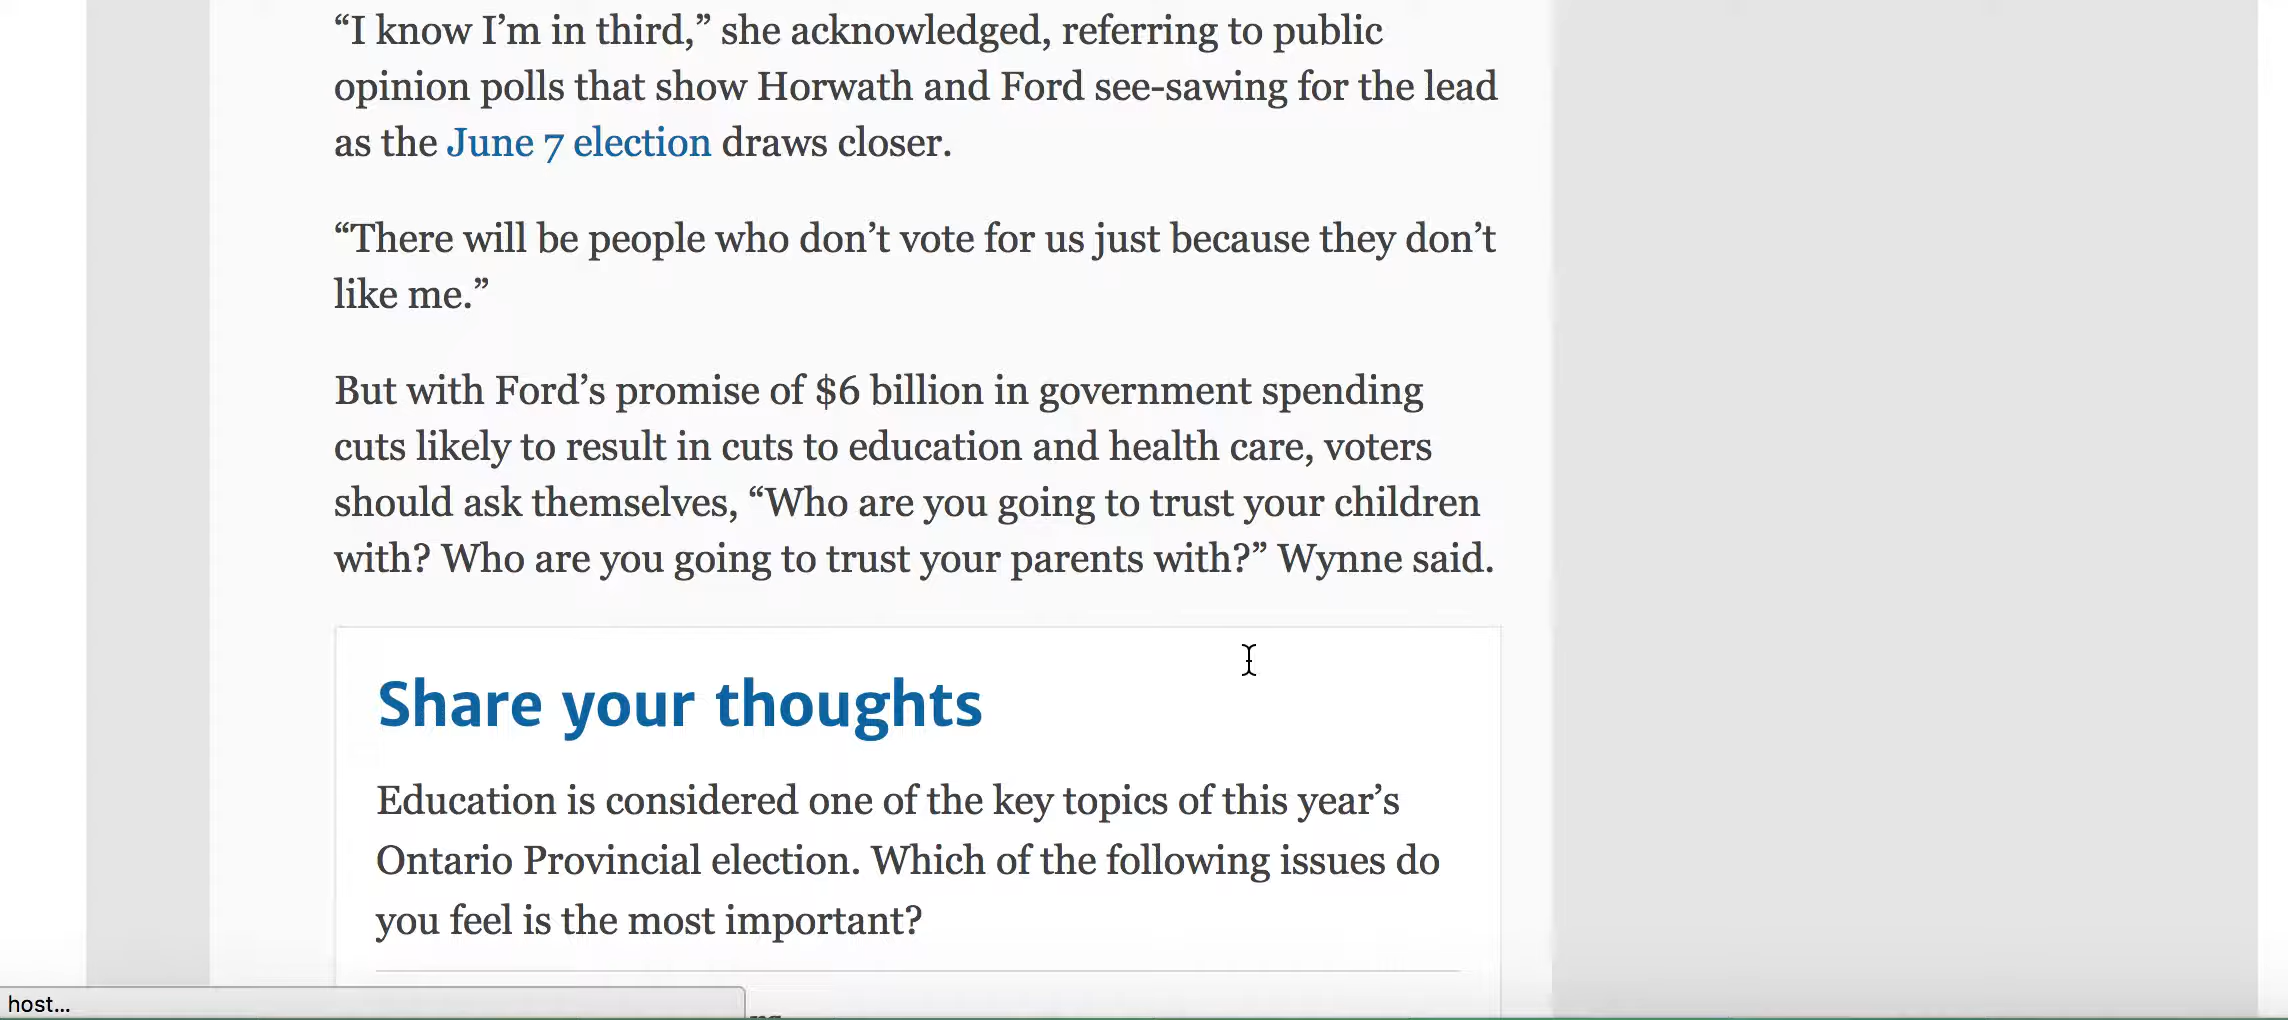 “I know I’m in third,” she acknowledged, referring to public
opinion polls that show Horwath and Ford see-sawing for the lead
as the June 7 election draws closer.
“There will be people who don’t vote for us just because they don’t
like me.”
But with Ford’s promise of $6 billion in government spending
cuts likely to result in cuts to education and health care, voters
should ask themselves, “Who are you going to trust your children
with? Who are you going to trust your parents with?” Wynne said.
Share your thoughts
Education is considered one of the key topics of this year’s
Ontario Provincial election. Which of the following issues do
you feel is the most important?
host...